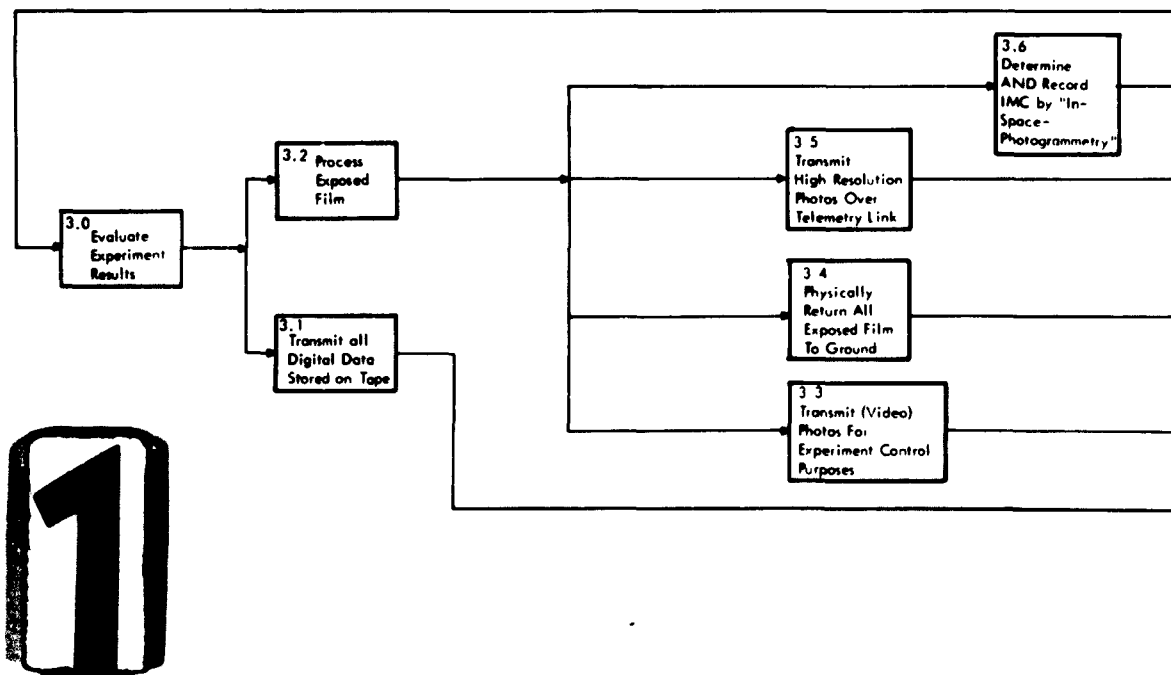 3.6
Determine
AND Record
IMC by "In-
Space-
Photogrammetry"
3.2 Process
Exposed
Film
3 5
Transmit
High Resolution
Photos Over
Telemetry Link
3.0
Evaluate
Experiment
Results
3 4
Physically
Return All
Exposed Film
To Ground
3.1
Transmit all
Digital Data
Stored on Tape
3 3
Transmit (Video)
Photos For
Experiment Control
Purposes
1